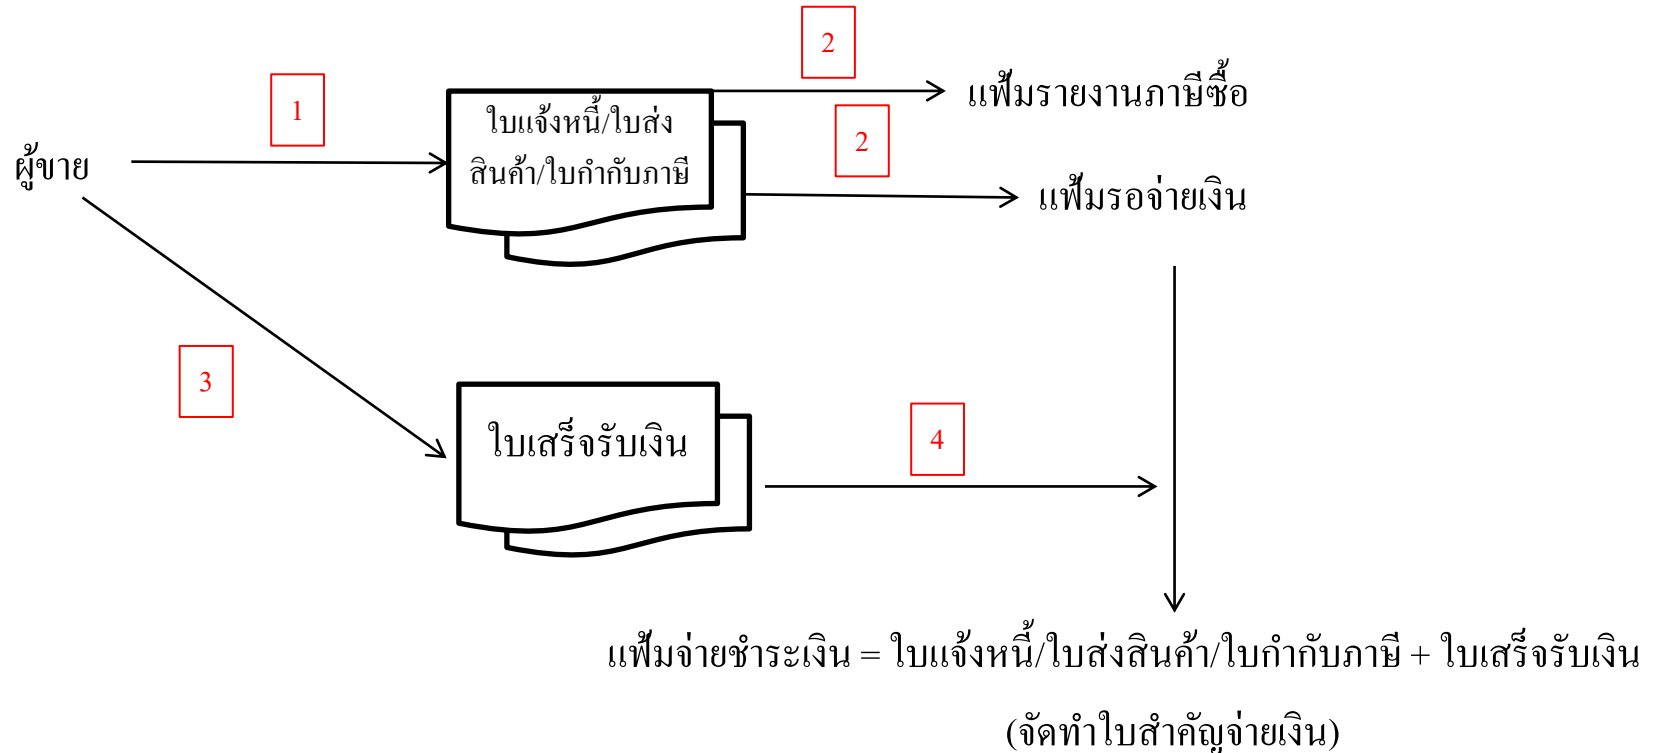 2
แฟ้มรายงานภาษีซื้อ
1
ใบแจ้งหนี้/ใบส่ง
สินค้า/ใบกำกับภาษี
2
ผู้ขาย
แฟ้มรอจ่ายเงิน
3
ใบเสร็จรับเงิน
4
แฟ้มจ่ายชำระเงิน = ใบแจ้งหนี้/ใบส่งสินค้า/ใบกำกับภาษี + ใบเสร็จรับเงิน
(จัดทำใบสำคัญจ่ายเงิน)